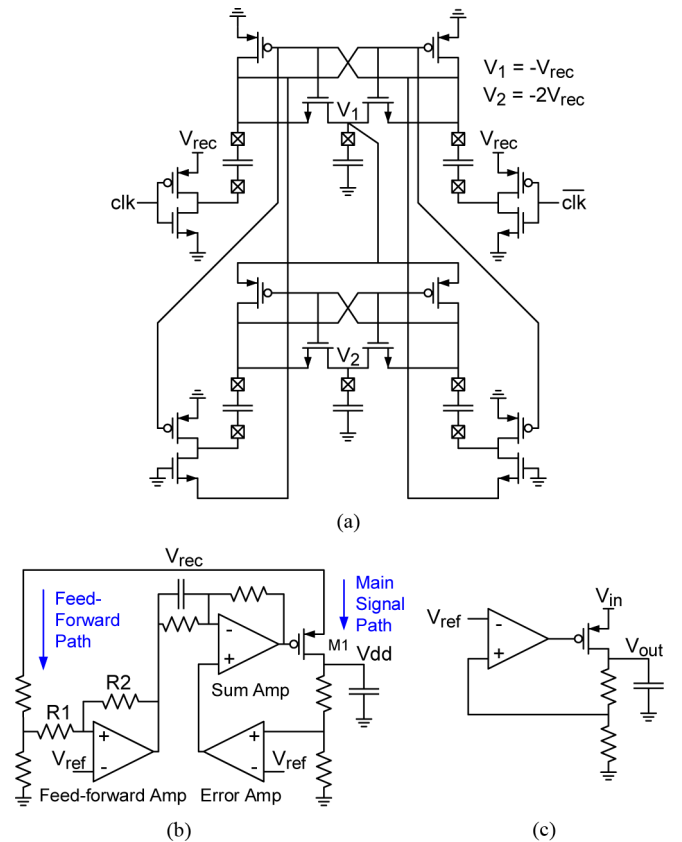 V1 = -Vrec
V2 = -2Vrec
V1
Vrec
Vrec
clk
clk
V2
(a)
Vrec
Feed-
Forward
Path
Main
Signal
Path
Vin
Vref
-
+
M1
Vdd
Vout
-
+
Sum Amp
R2
R1
+
-
Vref
+
-
Vref
Feed-forward Amp
Error Amp
(b)
(c)